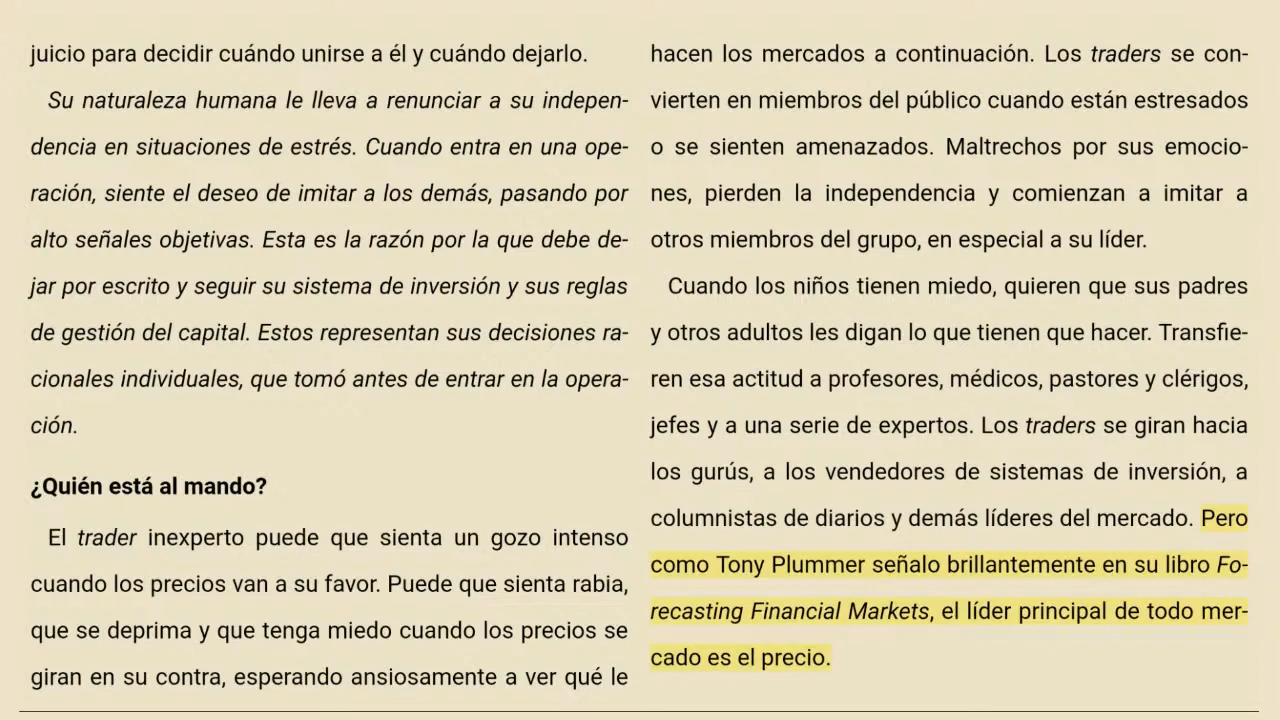 juicio para decidir cuándo unirse a él y cuándo dejarlo.
Su naturaleza humana le lleva a renunciar a su indepen-
dencia en situaciones de estrés. Cuando entra en una ope-
ración, siente el deseo de imitar a los demás, pasando por
alto señales objetivas. Esta es la razón por la que debe de-
jar por escrito y seguir su sistema de inversión y sus reglas
de gestión del capital. Estos representan sus decisiones ra-
cionales individuales, que tomó antes de entrar en la opera-
ción.
¿Quién está al mando?
El trader inexperto puede que sienta un gozo intenso
cuando los precios van a su favor. Puede que sienta rabia,
que se deprima y que tenga miedo cuando los precios se
giran en su contra, esperando ansiosamente a ver qué le
hacen los mercados a continuación. Los traders se con-
vierten en miembros del público cuando están estresados
o se sienten amenazados. Maltrechos por sus emocio-
nes, pierden la independencia y comienzan a imitar a
otros miembros del grupo, en especial a su líder.
Cuando los niños tienen miedo, quieren que sus padres
y otros adultos les digan lo que tienen que hacer. Transfie-
ren esa actitud a profesores, médicos, pastores y clérigos,
jefes y a una serie de expertos. Los traders se giran hacia
los gurús, a los vendedores de sistemas de inversión, a
columnistas de diarios y demás líderes del mercado. Pero
como Tony Plummer señalo brillantemente en su libro Fo-
recasting Financial Markets, el líder principal de todo mer-
cado es el precio.